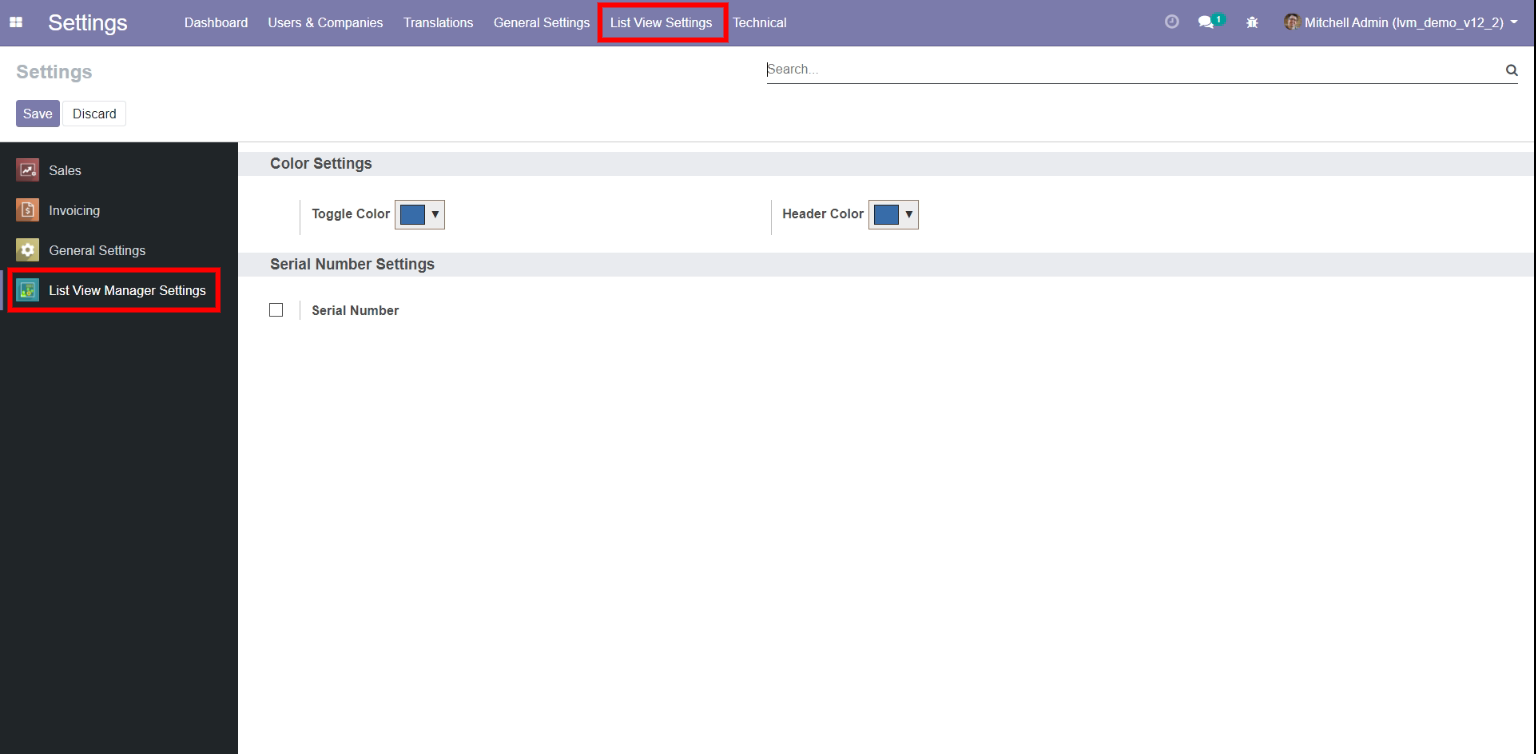 Settings Dashboard Users & Companies Translations General Settings List View Settings Technical 1 Mitchell Admin (lvm_demo_v12_2)
Settings Search...
Save Discard
Sales
Invoicing
General Settings
List View Manager Settings
Color Settings
Toggle Color Header Color
Serial Number Settings
Serial Number